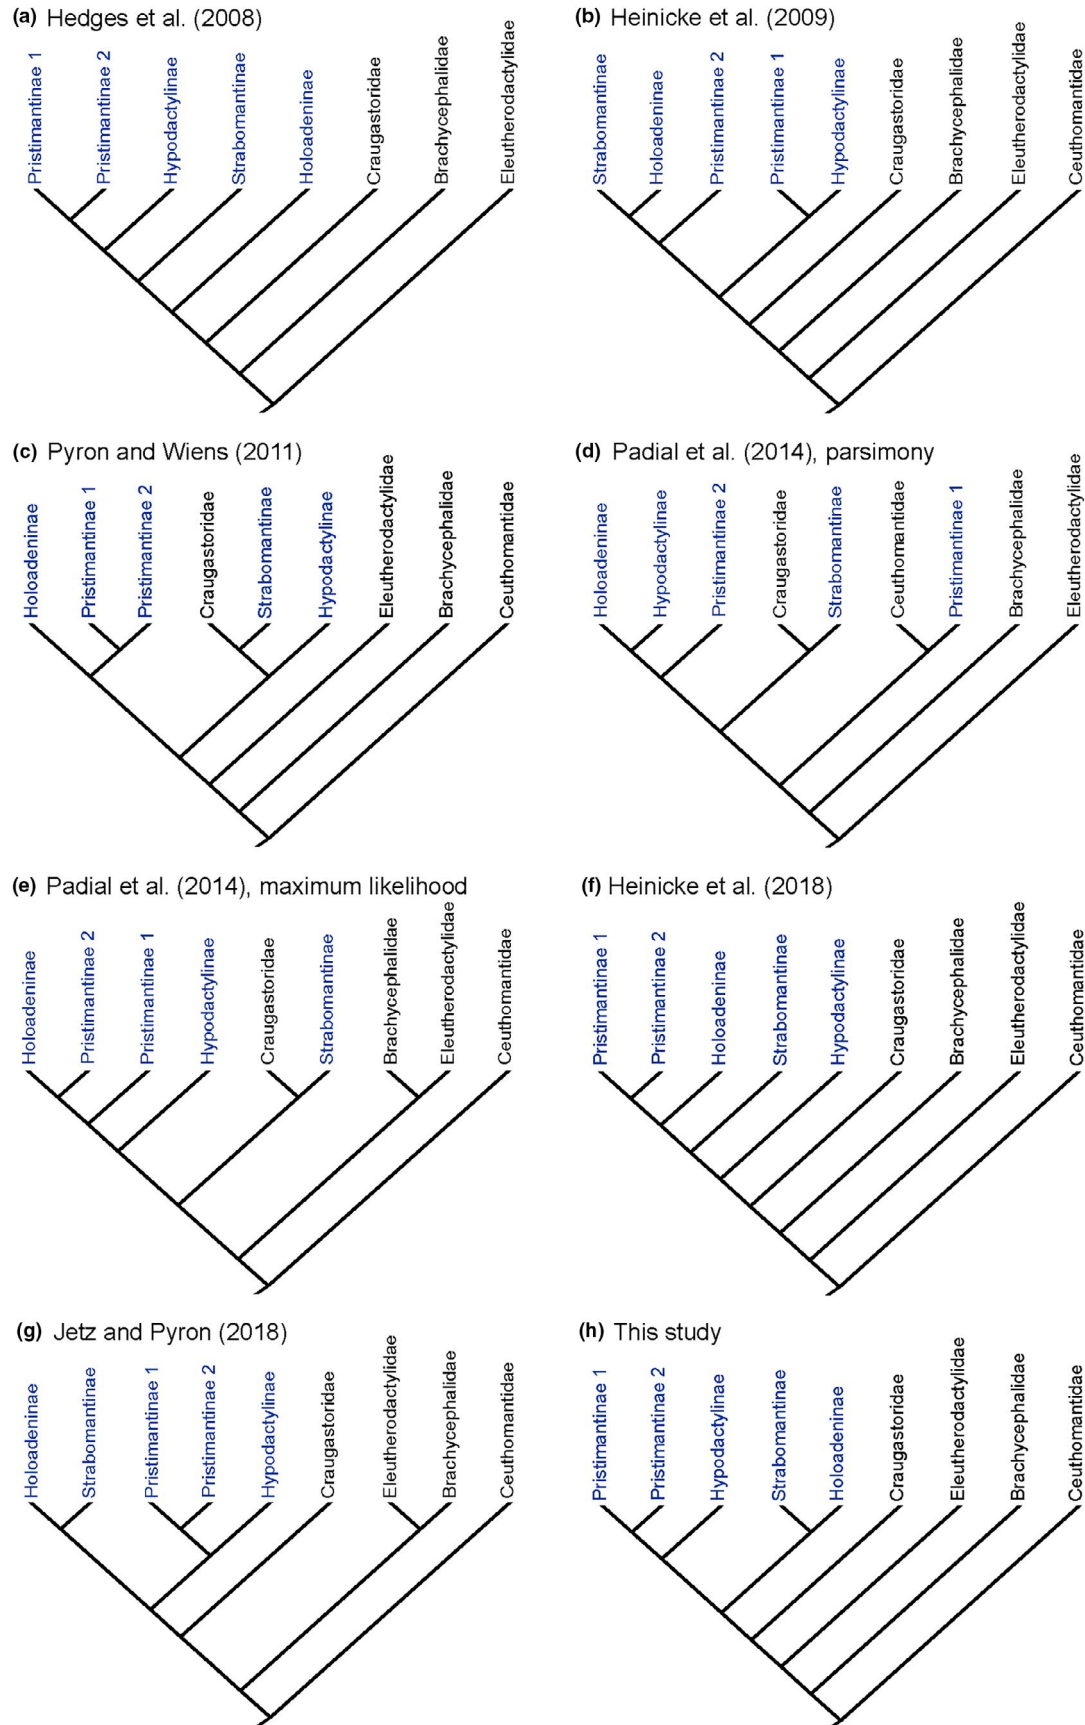 (a) Hedges et al. (2008)
Pristimantinae 1
Pristimantinae 2
Hypodactylinae
Strabomantinae
Holoadeninae
Craugastoridae
Brachycephalidae
Eleutherodactylidae
(b) Heinicke et al. (2009)
Strabomantinae
Holoadeninae
Pristimantinae 2
Pristimantinae 1
Hypodactylinae
Craugastoridae
Brachycephalidae
Eleutherodactylidae
Ceuthomantidae
(c) Pyron and Wiens (2011)
Holoadeninae
Pristimantinae 1
Pristimantinae 2
Craugastoridae
Strabomantinae
Hypodactylinae
Eleutherodactylidae
Brachycephalidae
Ceuthomantidae
(d) Padial et al. (2014), parsimony
Holoadeninae
Hypodactylinae
Pristimantinae 2
Craugastoridae
Strabomantinae
Ceuthomantidae
Pristimantinae 1
Brachycephalidae
Eleutherodactylidae
(e) Padial et al. (2014), maximum likelihood
Holoadeninae
Pristimantinae 2
Pristimantinae 1
Hypodactylinae
Craugastoridae
Strabomantinae
Brachycephalidae
Eleutherodactylidae
Ceuthomantidae
(f) Heinicke et al. (2018)
Pristimantinae 1
Pristimantinae 2
Holoadeninae
Strabomantinae
Hypodactylinae
Craugastoridae
Brachycephalidae
Eleutherodactylidae
Ceuthomantidae
(g) Jetz and Pyron (2018)
Holoadeninae
Strabomantinae
Pristimantinae 1
Pristimantinae 2
Hypodactylinae
Craugastoridae
Eleutherodactylidae
Brachycephalidae
Ceuthomantidae
(h) This study
Pristimantinae 1
Pristimantinae 2
Hypodactylinae
Strabomantinae
Holoadeninae
Craugastoridae
Eleutherodactylidae
Brachycephalidae
Ceuthomantidae